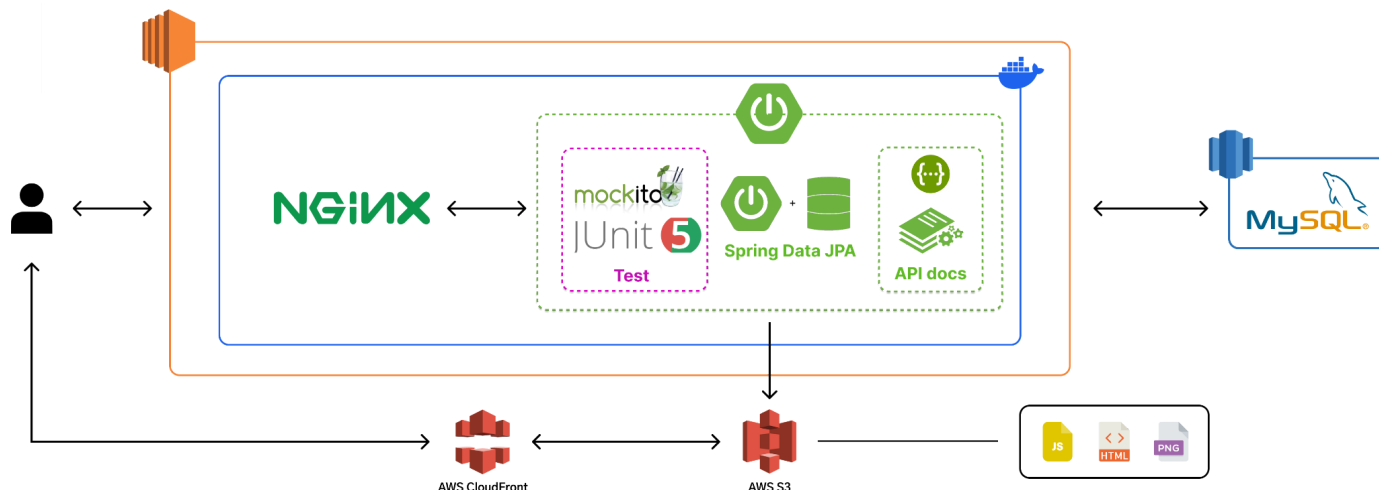 NGiNX
mockito
JUnit 5
Test
+
Spring Data JPA
{...}
API docs
MySQL®
AWS CloudFront
AWS S3
JS
<>
HTML
PNG